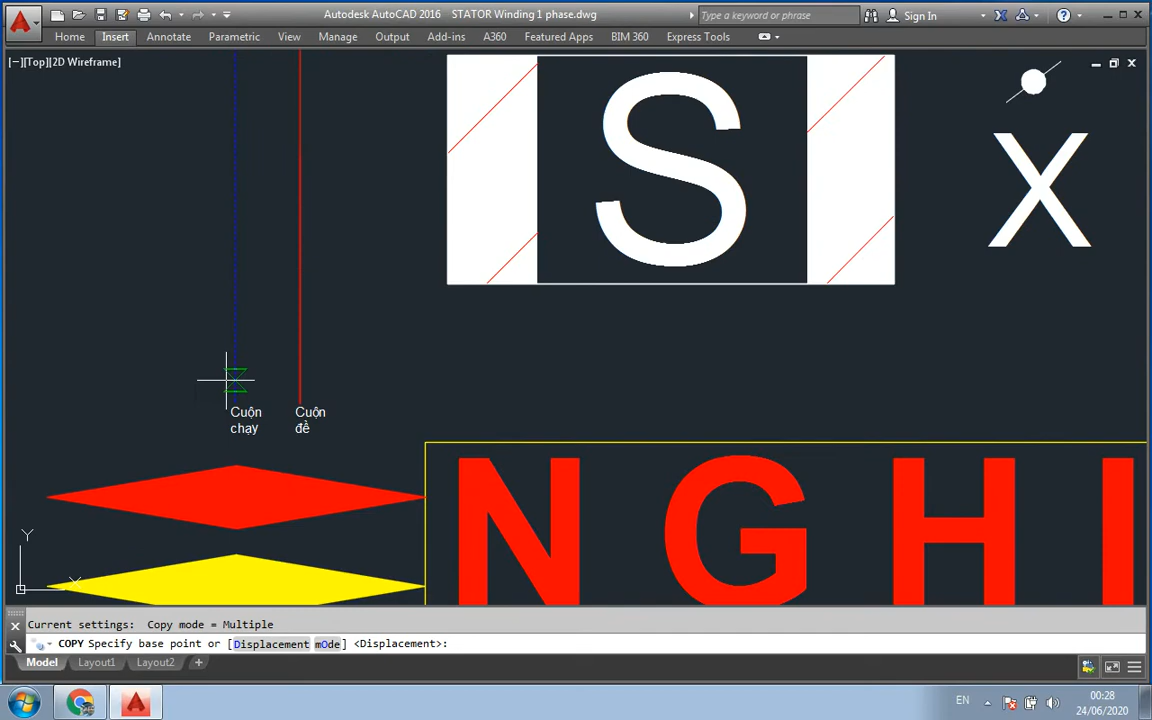 Autodesk AutoCAD 2016 STATOR Winding 1 phase.dwg
Type a keyword or phrase
Sign In
Home Insert Annotate Parametric View Manage Output Add-ins A360 Featured Apps BIM 360 Express Tools
[−][Top][2D Wireframe]
S
X
Cuộn chạy
Cuộn đề
N G H I
Y
X
Current settings: Copy mode = Multiple
COPY Specify base point or [Displacement mOde] <Displacement>:
Model Layout1 Layout2 +
EN
00:28
24/06/2020